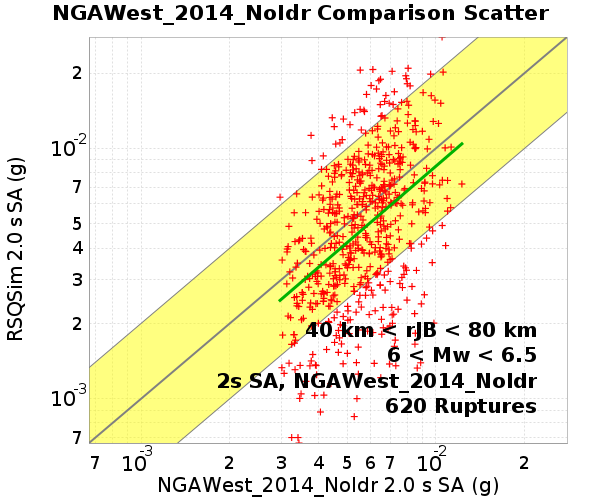 NGAWest_2014_NoIdr Comparison Scatter
RSQSim 2.0 s SA (g)
2
10-2
7
5
4
3
2
10-3
7
40 km < rJB < 80 km
6 < Mw < 6.5
2s SA, NGAWest_2014_NoIdr
620 Ruptures
7 10-3 2 3 4 5 6 7 10-2 2
NGAWest_2014_NoIdr 2.0 s SA (g)